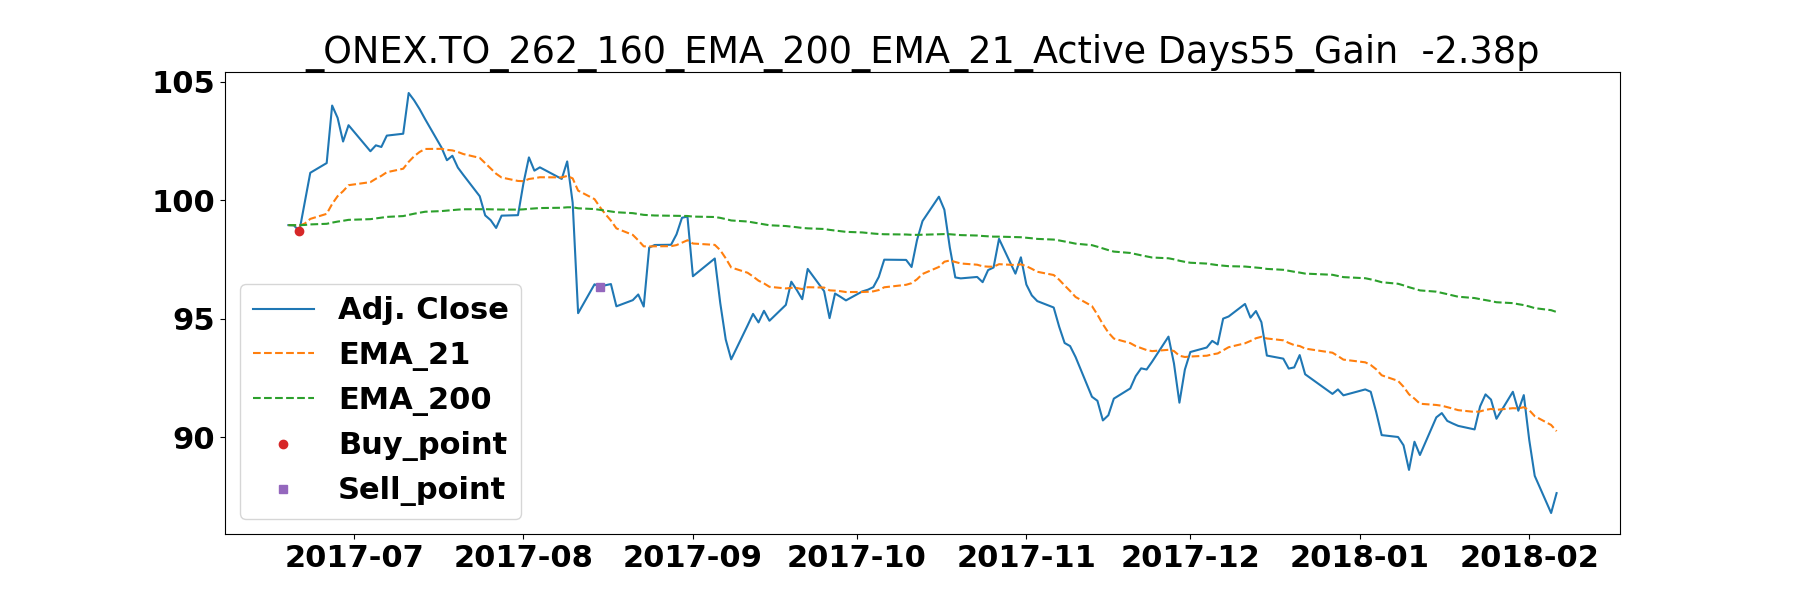 _ONEX.TO_262_160_EMA_200_EMA_21_Active Days55_Gain  -2.38p
105
100
95
90
Adj. Close
EMA_21
EMA_200
Buy_point
Sell_point
2017-07 2017-08 2017-09 2017-10 2017-11 2017-12 2018-01 2018-02